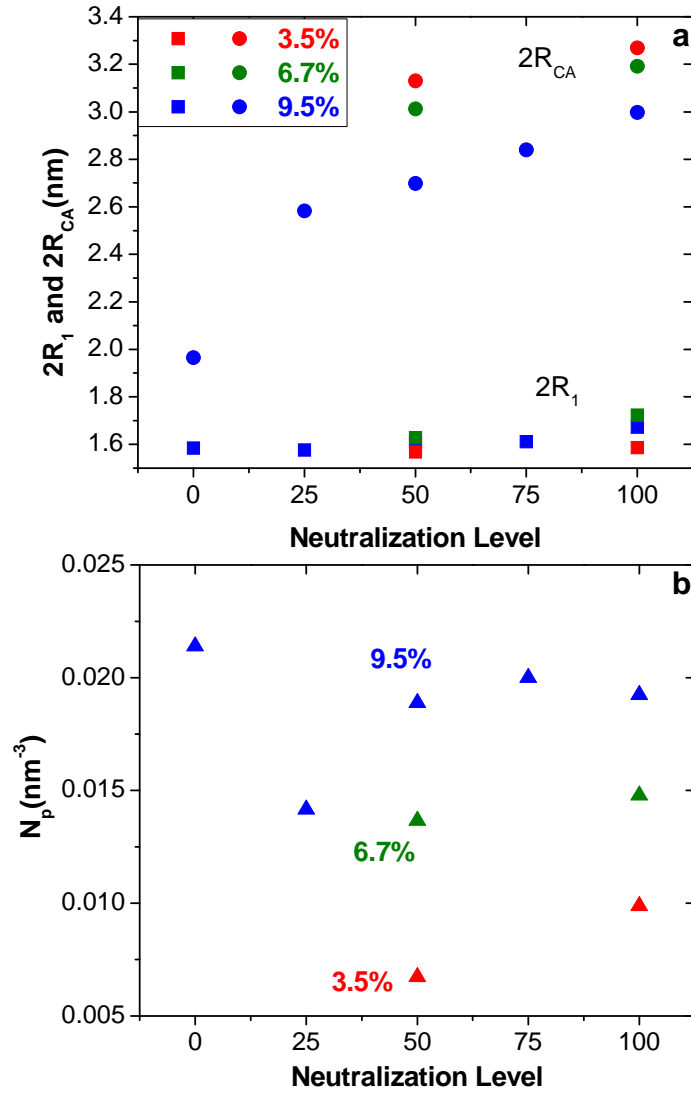 a
3.5%
6.7%
9.5%
2R_CA
2R_1
2R_1 and 2R_CA(nm)
3.4
3.2
3.0
2.8
2.6
2.4
2.2
2.0
1.8
1.6
0 25 50 75 100
Neutralization Level
b
9.5%
6.7%
3.5%
N_p(nm^-3)
0.025
0.020
0.015
0.010
0.005
0 25 50 75 100
Neutralization Level